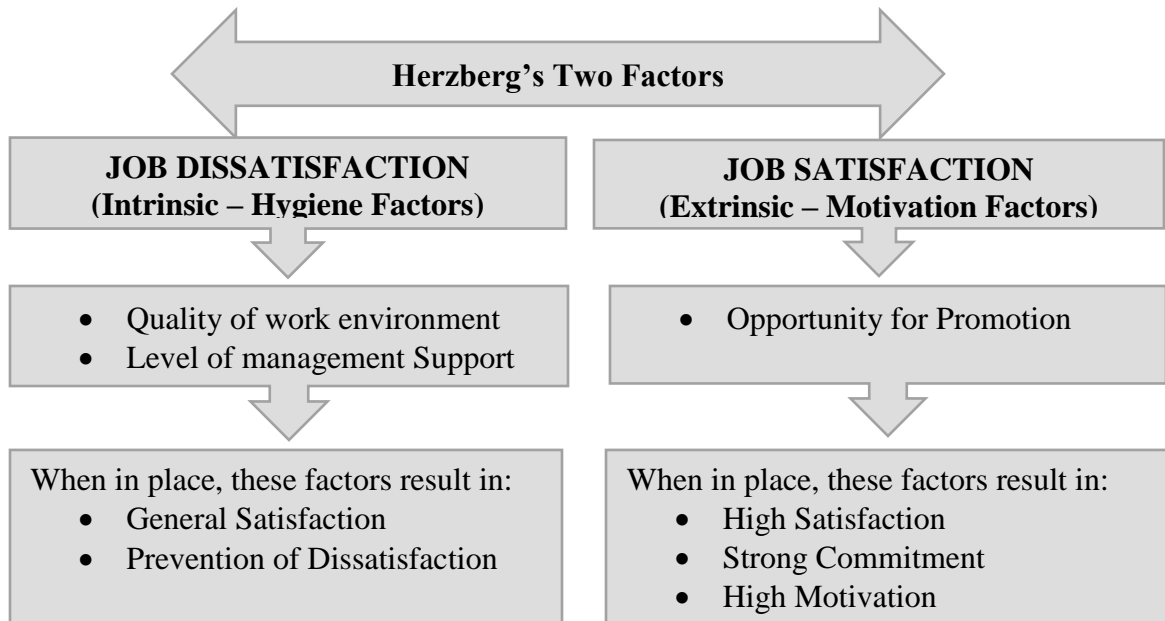 Herzberg’s Two Factors
JOB DISSATISFACTION
(Intrinsic – Hygiene Factors)
• Quality of work environment
• Level of management Support
When in place, these factors result in:
• General Satisfaction
• Prevention of Dissatisfaction
JOB SATISFACTION
(Extrinsic – Motivation Factors)
• Opportunity for Promotion
When in place, these factors result in:
• High Satisfaction
• Strong Commitment
• High Motivation